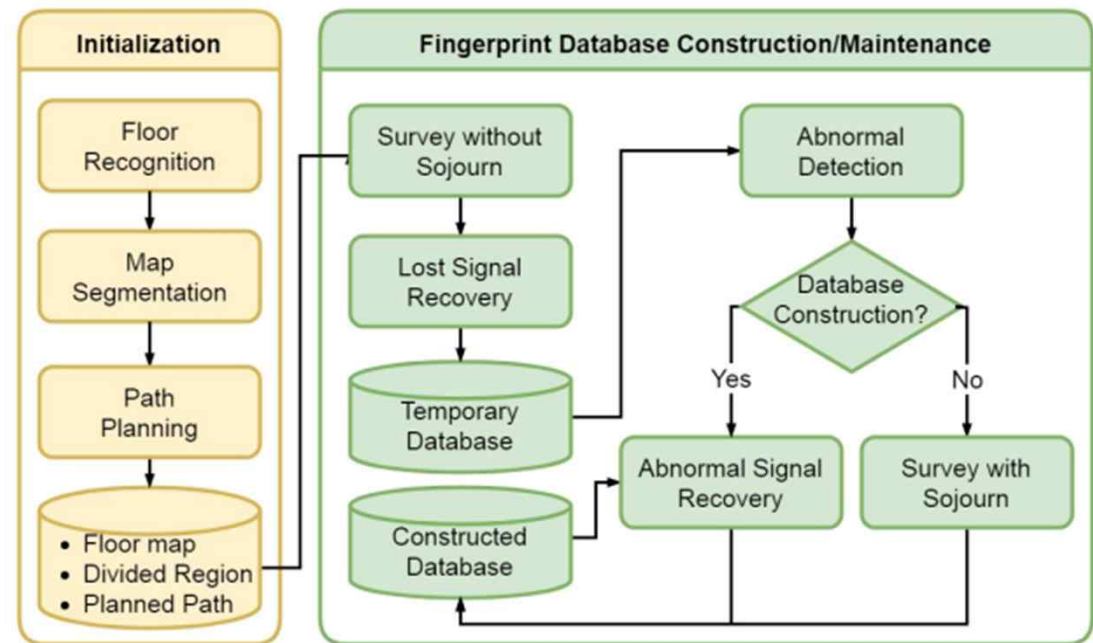 Initialization
Floor
Recognition
Map
Segmentation
Path
Planning
• Floor map
• Divided Region
• Planned Path
Fingerprint Database Construction/Maintenance
Survey without
Sojourn
Lost Signal
Recovery
Temporary
Database
Constructed
Database
Abnormal
Detection
Database
Construction?
Yes
No
Abnormal Signal
Recovery
Survey with
Sojourn